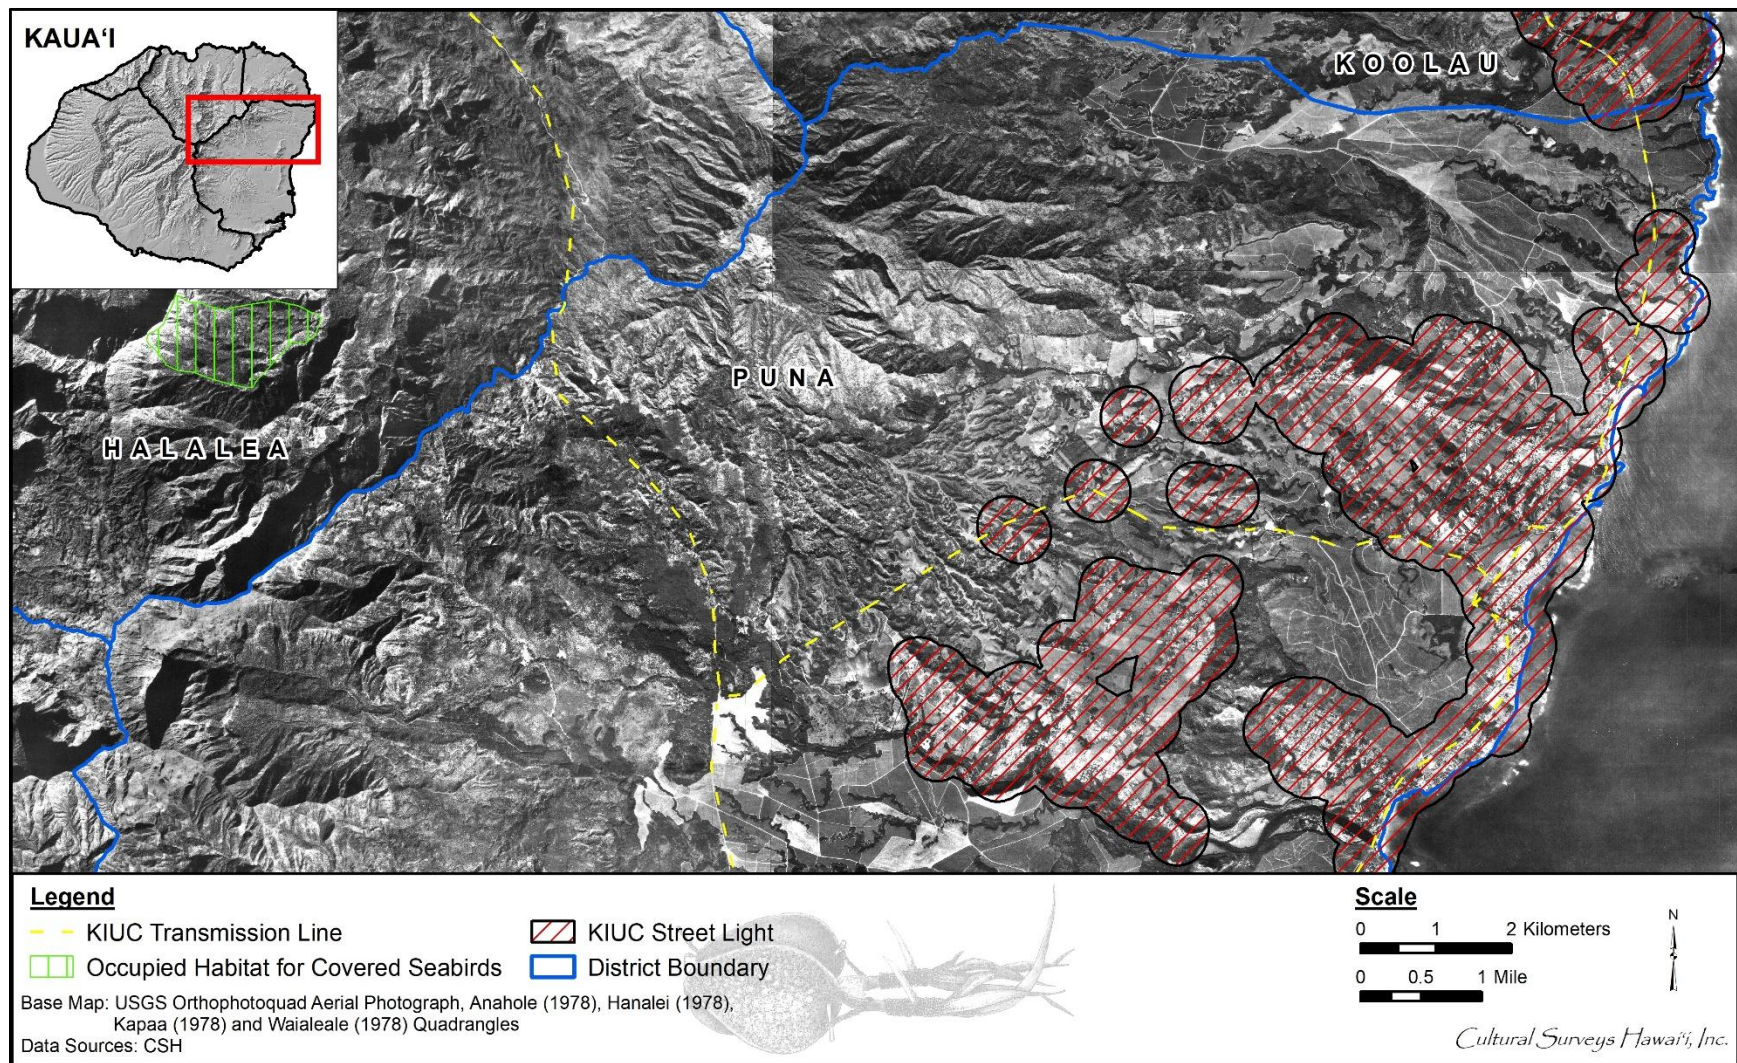 KAUAʻI
KOOLAU
PUNA
HALALEA
Legend
KIUC Transmission Line
Occupied Habitat for Covered Seabirds
KIUC Street Light
District Boundary
Base Map: USGS Orthophotoquad Aerial Photograph, Anahole (1978), Hanalei (1978),
Kapaa (1978) and Waialeale (1978) Quadrangles
Data Sources: CSH
Scale
0 1 2 Kilometers
0 0.5 1 Mile
N
Cultural Surveys Hawaiʻi, Inc.